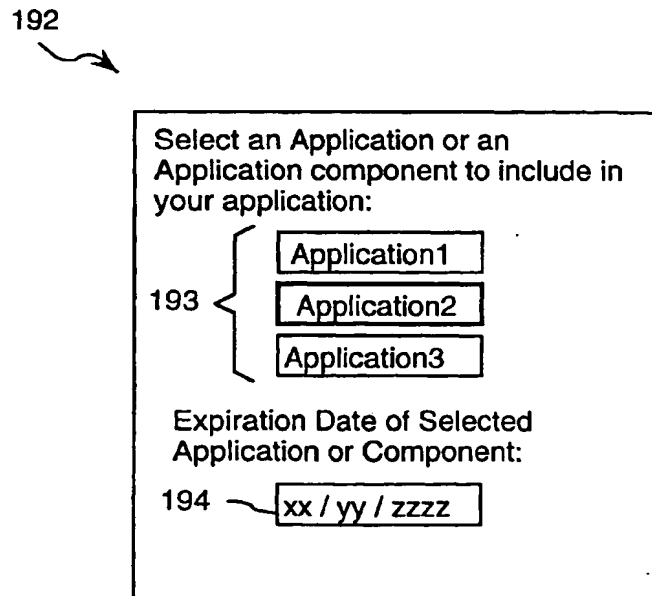 192
Select an Application or an
Application component to include in
your application:
Application1
193
Application2
Application3
Expiration Date of Selected
Application or Component:
194
xx / yy / zzzz